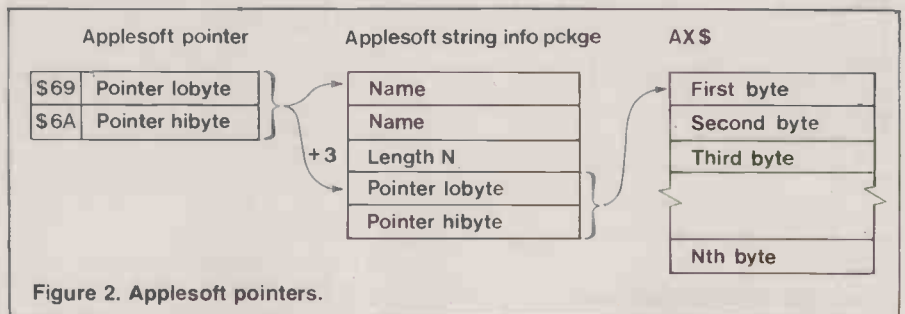 Applesoft pointer
$69 Pointer lobyte
$6A Pointer hibyte
+3
Applesoft string info pckge
Name
Name
Length N
Pointer lobyte
Pointer hibyte
AX$
First byte
Second byte
Third byte
Nth byte
Figure 2. Applesoft pointers.